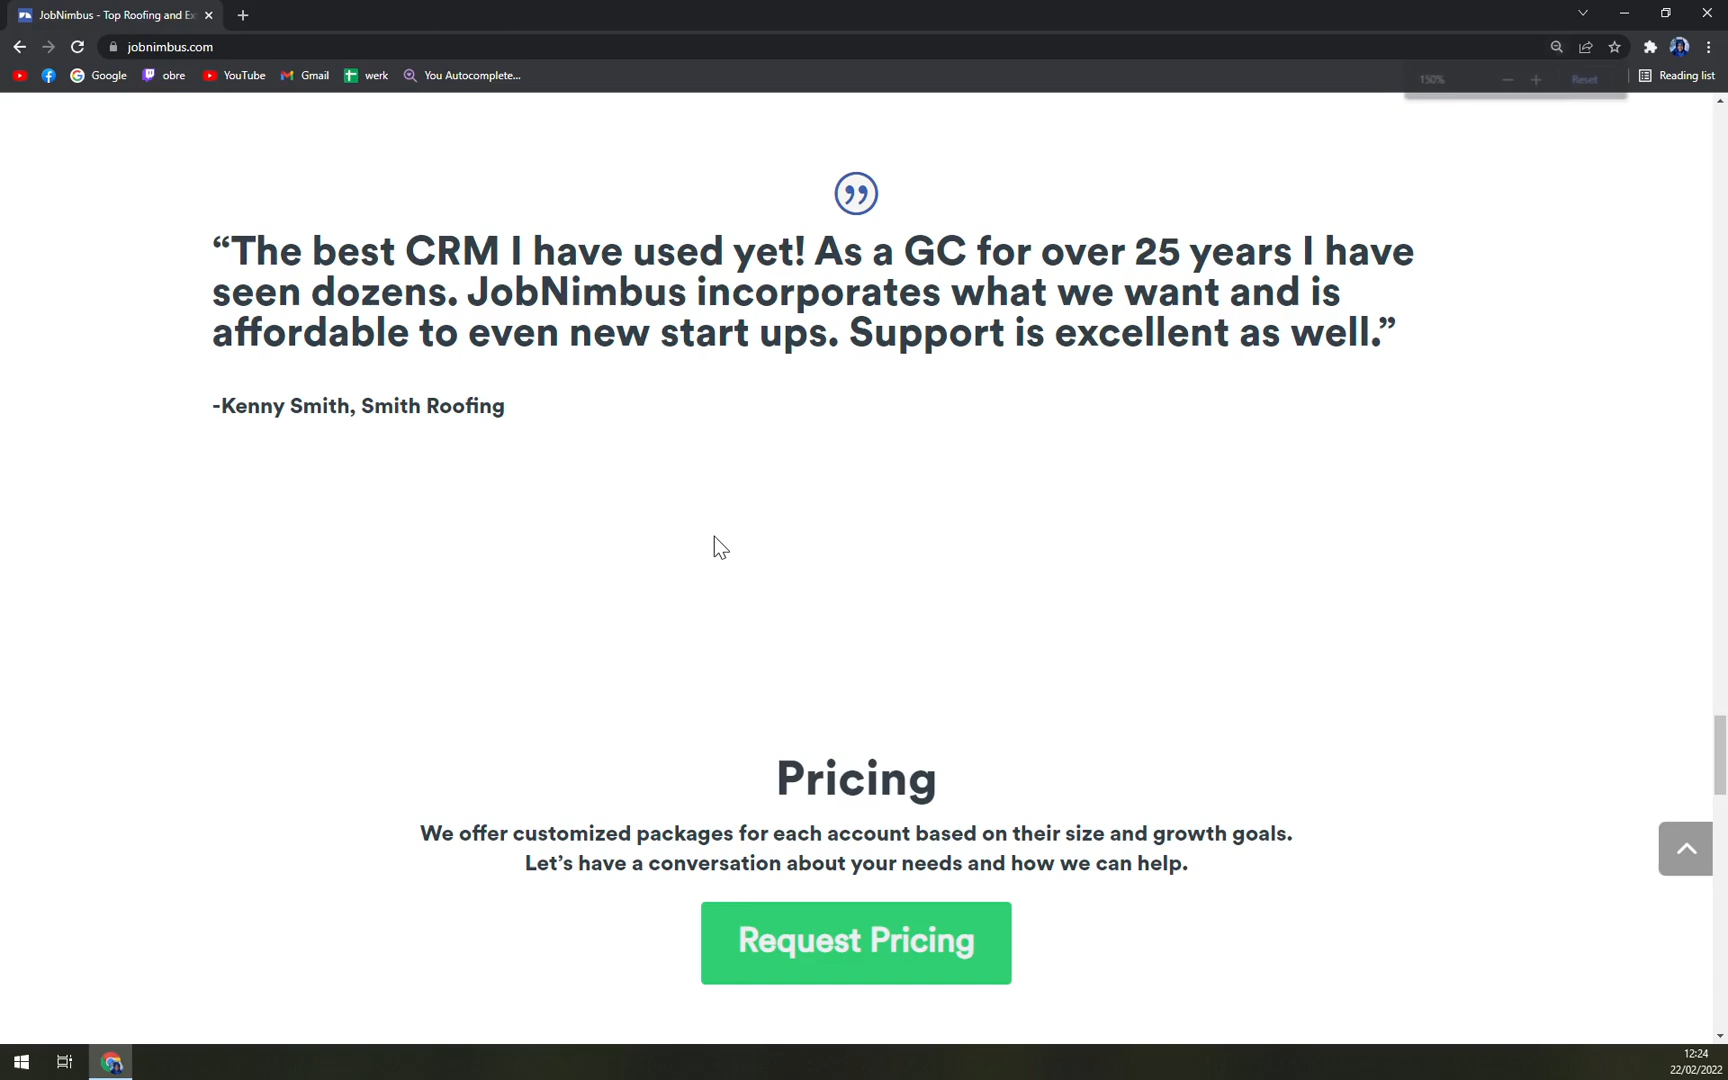 JobNimbus - Top Roofing and Ex
jobnimbus.com
Google
obre
YouTube
Gmail
werk
You Autocomplete...
150%
Reset
Reading list
“The best CRM I have used yet! As a GC for over 25 years I have
seen dozens. JobNimbus incorporates what we want and is
affordable to even new start ups. Support is excellent as well.”
-Kenny Smith, Smith Roofing
Pricing
We offer customized packages for each account based on their size and growth goals.
Let’s have a conversation about your needs and how we can help.
Request Pricing
12:24
22/02/2022